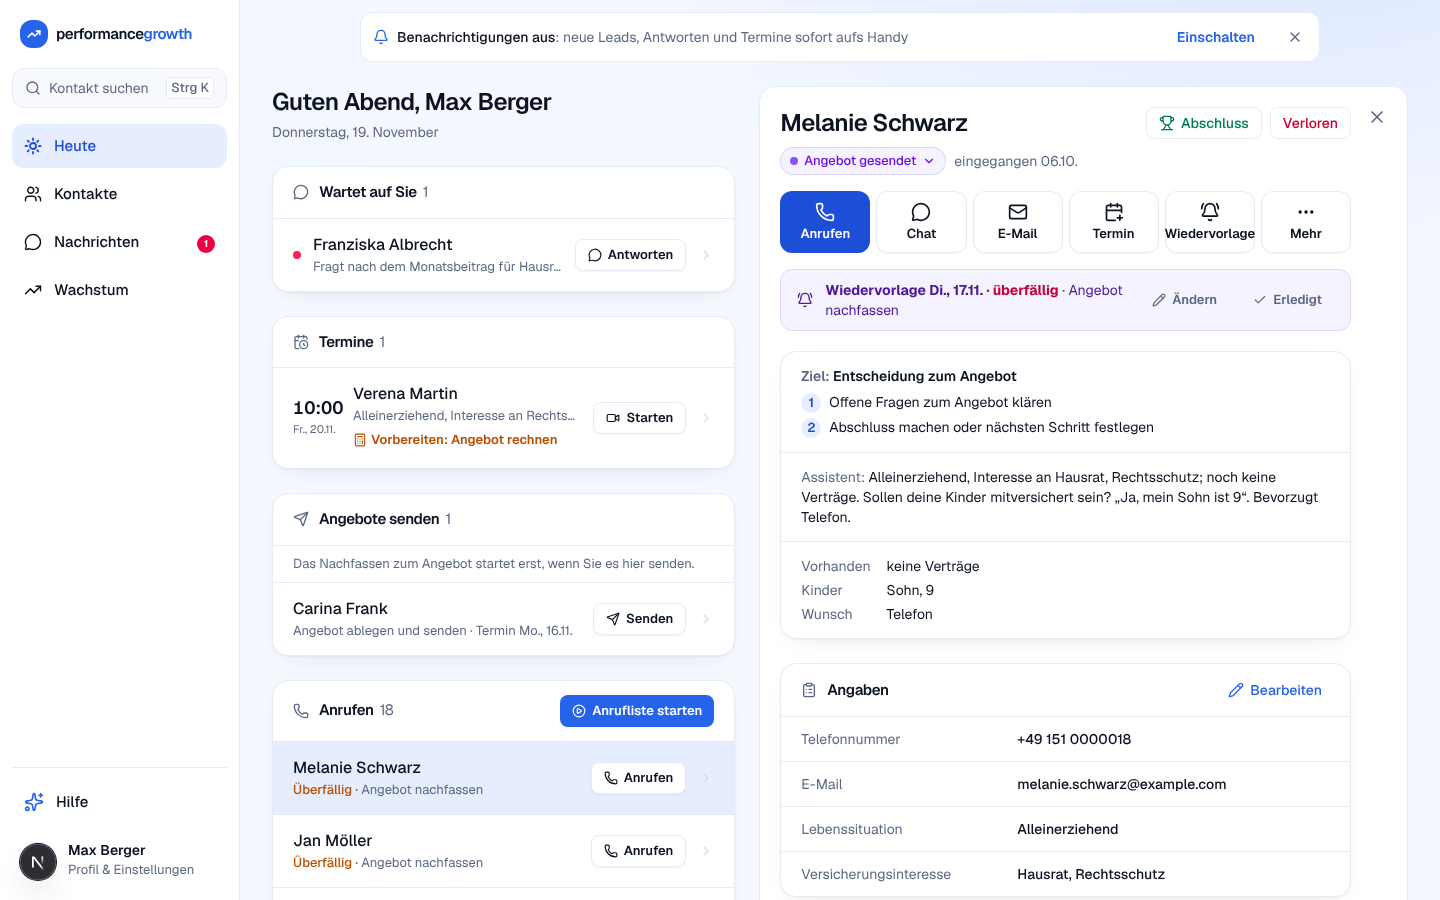 performancegrowth
Kontakt suchen Strg K
Heute
Kontakte
Nachrichten 1
Wachstum
Hilfe
N
Max Berger
Profil & Einstellungen
Benachrichtigungen aus: neue Leads, Antworten und Termine sofort aufs Handy Einschalten
Guten Abend, Max Berger
Donnerstag, 19. November
Wartet auf Sie 1
Franziska Albrecht
Fragt nach dem Monatsbeitrag für Hausr...
Antworten
Termine 1
10:00
Fr., 20.11.
Verena Martin
Alleinerziehend, Interesse an Rechts...
Vorbereiten: Angebot rechnen
Starten
Angebote senden 1
Das Nachfassen zum Angebot startet erst, wenn Sie es hier senden.
Carina Frank
Angebot ablegen und senden · Termin Mo., 16.11.
Senden
Anrufen 18 Anrufliste starten
Melanie Schwarz
Überfällig · Angebot nachfassen
Anrufen
Jan Möller
Überfällig · Angebot nachfassen
Anrufen
Melanie Schwarz
Abschluss Verloren
Angebot gesendet eingegangen 06.10.
Anrufen Chat E-Mail Termin Wiedervorlage Mehr
Wiedervorlage Di., 17.11. · überfällig · Angebot
nachfassen
Ändern Erledigt
Ziel: Entscheidung zum Angebot
1 Offene Fragen zum Angebot klären
2 Abschluss machen oder nächsten Schritt festlegen
Assistent: Alleinerziehend, Interesse an Hausrat, Rechtsschutz; noch keine
Verträge. Sollen deine Kinder mitversichert sein? „Ja, mein Sohn ist 9“. Bevorzugt
Telefon.
Vorhanden keine Verträge
Kinder Sohn, 9
Wunsch Telefon
Angaben Bearbeiten
Telefonnummer +49 151 0000018
E-Mail melanie.schwarz@example.com
Lebenssituation Alleinerziehend
Versicherungsinteresse Hausrat, Rechtsschutz